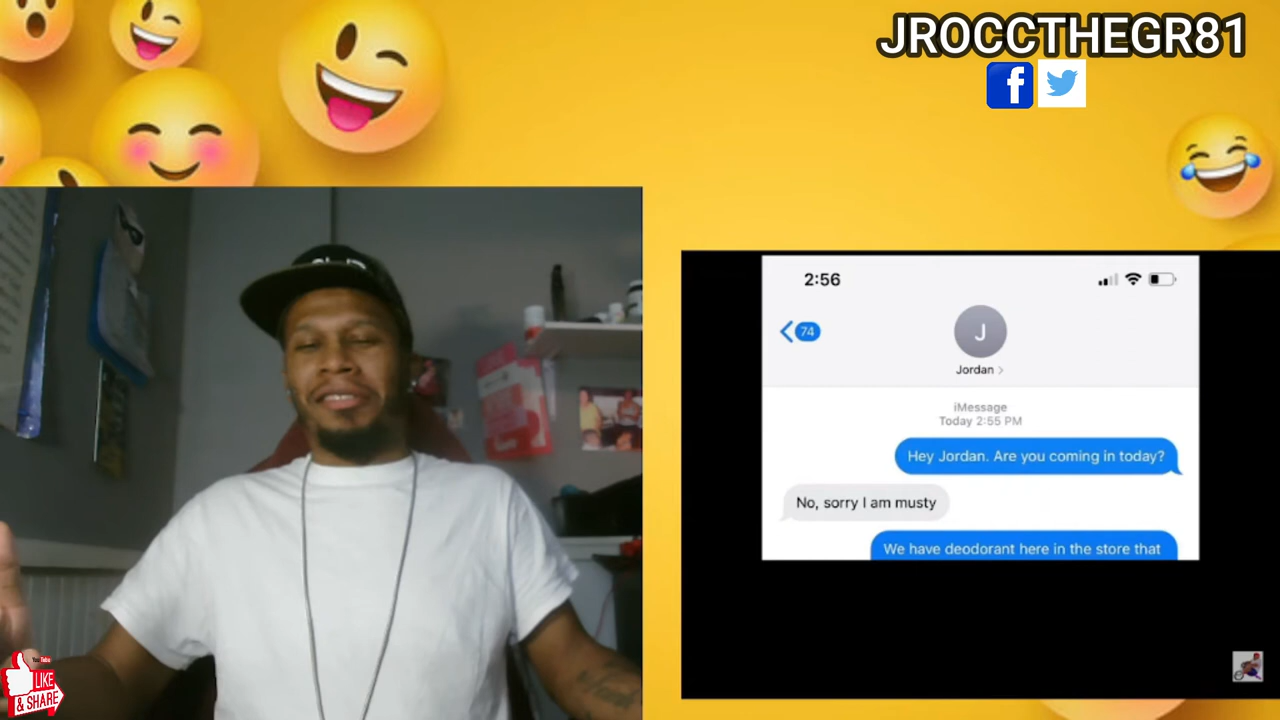 JROCCTHEGR81
2:56
74
J
Jordan
iMessage
Today 2:55 PM
Hey Jordan. Are you coming in today?
No, sorry I am musty
We have deodorant here in the store that
YouTube
LIKE
& SHARE